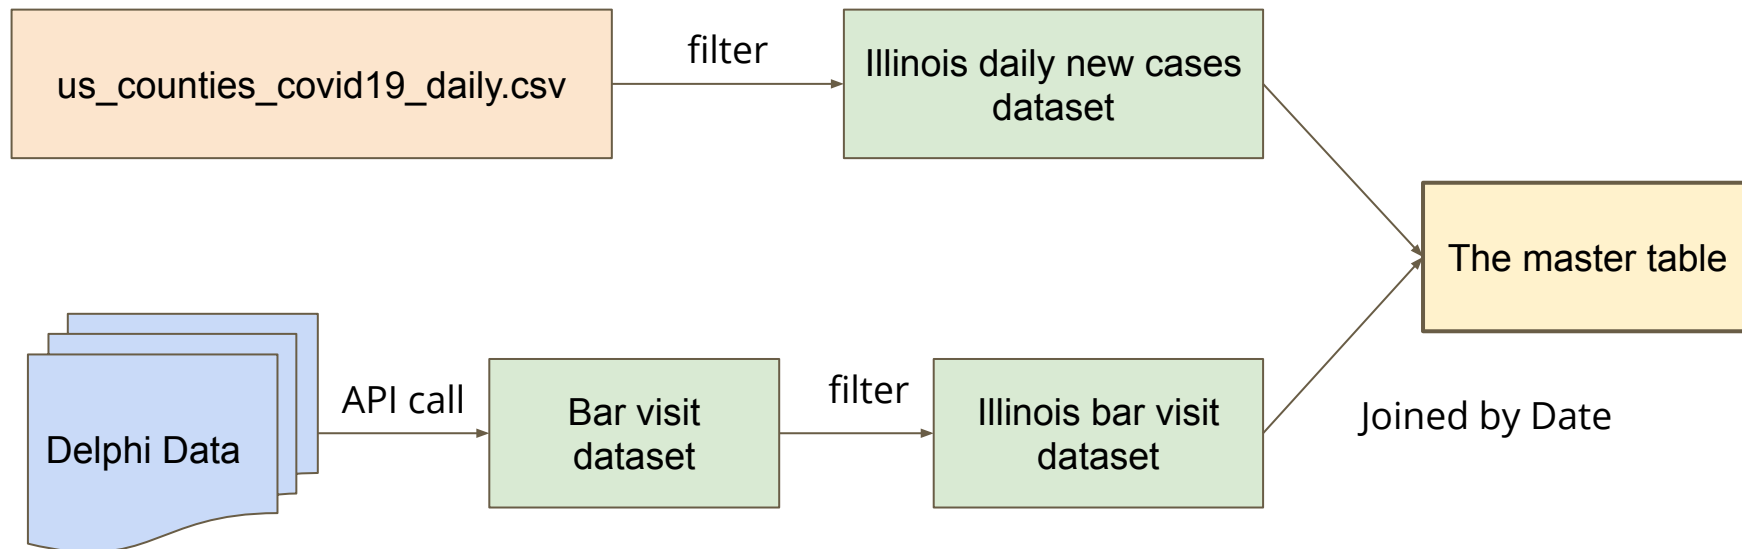 us_counties_covid19_daily.csv
filter
Illinois daily new cases
dataset
The master table
Delphi Data
API call
Bar visit
dataset
filter
Illinois bar visit
dataset
Joined by Date